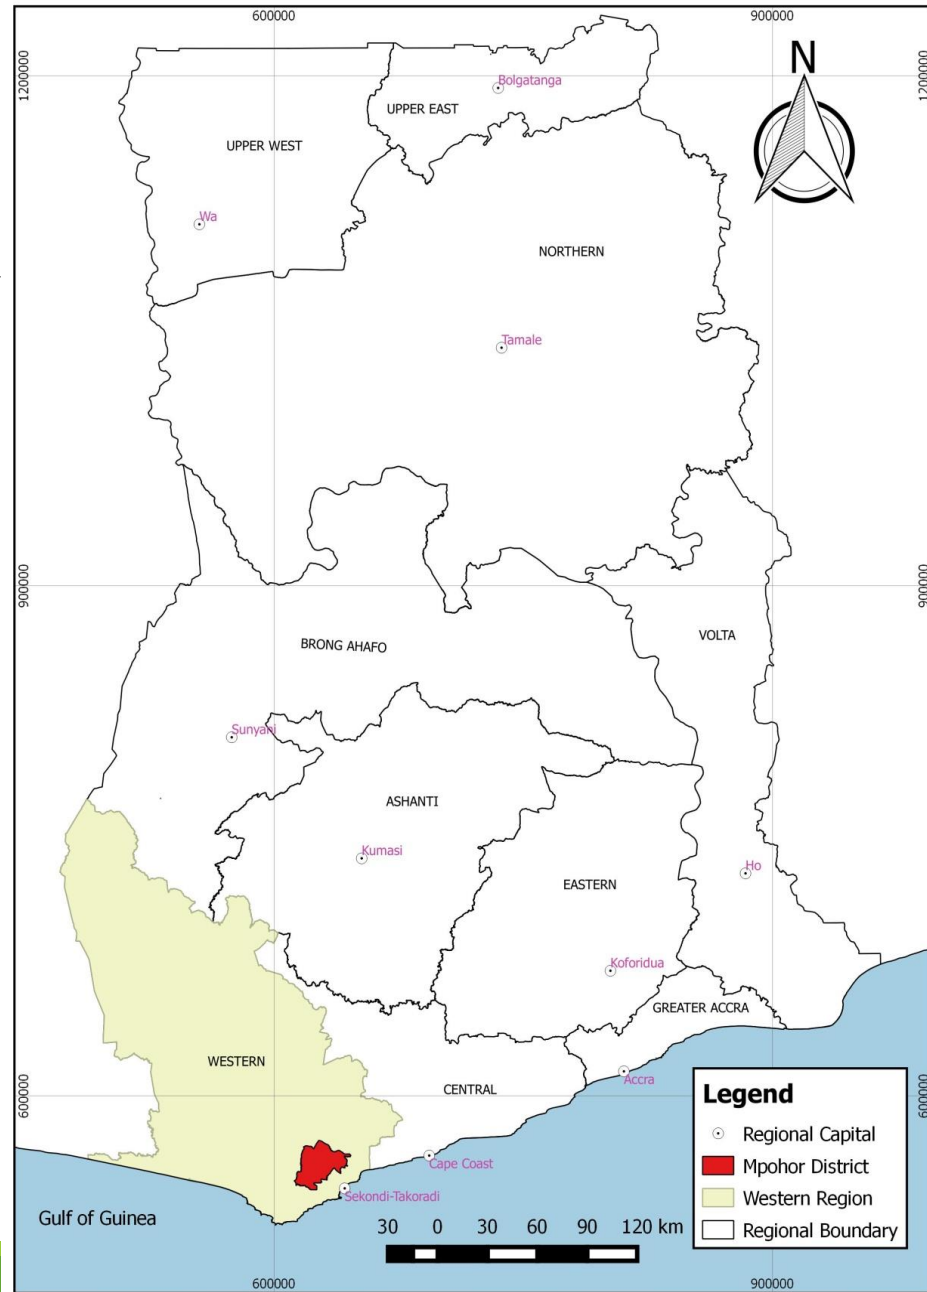 600000
900000
1200000
1200000
N
Bolgatanga
UPPER EAST
UPPER WEST
Wa
NORTHERN
Tamale
900000
900000
VOLTA
BRONG AHAFO
Sunyani
ASHANTI
Kumasi
Ho
EASTERN
Koforidua
GREATER ACCRA
WESTERN
CENTRAL
Accra
600000
600000
Cape Coast
Sekondi-Takoradi
Gulf of Guinea
30 0 30 60 90 120 km
Legend
Regional Capital
Mpohor District
Western Region
Regional Boundary
600000
900000